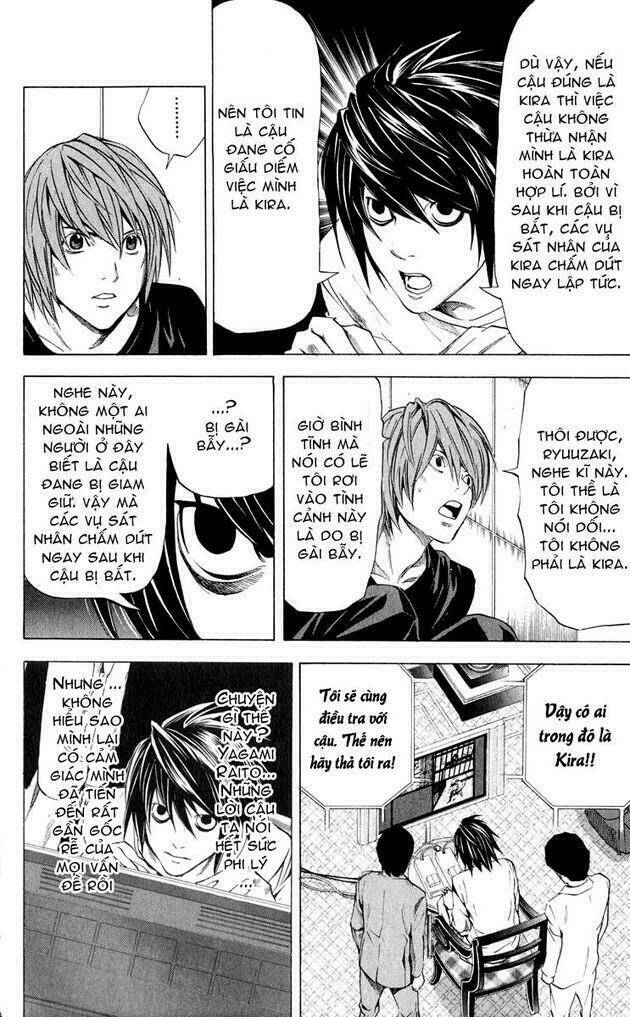 DÙ VẬY, NẾU
CẬU ĐÚNG LÀ
KIRA THÌ VIỆC
CẬU KHÔNG
THỪA NHẬN
MÌNH LÀ KIRA
HOÀN TOÀN
HỢP LÍ. BỞI VÌ
SAU KHI CẬU BỊ
BẮT, CÁC VỤ
SÁT NHÂN CỦA
KIRA CHẤM DỨT
NGAY LẬP TỨC.
NÊN TÔI TIN
LÀ CẬU
ĐANG CỐ
GIẤU DIẾM
VIỆC MÌNH
LÀ KIRA.
........
THÔI ĐƯỢC,
RYUUZAKI,
NGHE KĨ NÀY.
TÔI THỀ LÀ
TÔI KHÔNG
NÓI DỐI...
TÔI KHÔNG
PHẢI LÀ KIRA.
GIỜ BÌNH
TĨNH MÀ
NÓI CÓ LẼ
TÔI RƠI
VÀO TÌNH
CẢNH NÀY
LÀ DO BỊ
GÀI BẪY.
...?
BỊ GÀI
BẪY...?
NGHE NÀY,
KHÔNG MỘT AI
NGOÀI NHỮNG
NGƯỜI Ở ĐÂY
BIẾT LÀ CẬU
ĐANG BỊ GIAM
GIỮ. VẬY MÀ
CÁC VỤ SÁT
NHÂN CHẤM DỨT
NGAY SAU KHI
CẬU BỊ BẮT.
Vậy có ai
trong đó là
Kira!!
Tôi sẽ cùng
điều tra với
cậu. Thế nên
hãy thả tôi ra!
CHUYỆN
GÌ THẾ
NÀY?
YAGAMI
RAITO...
NHỮNG
LỜI CẬU
TA NÓI
HẾT SỨC
PHI LÝ
...
NHƯNG ...
KHÔNG
HIỂU SAO
MÌNH LẠI
CÓ CẢM
GIÁC MÌNH
ĐÃ TIẾN
ĐẾN RẤT
GẦN GỐC
RỄ CỦA
MỌI VẤN
ĐỀ RỒI